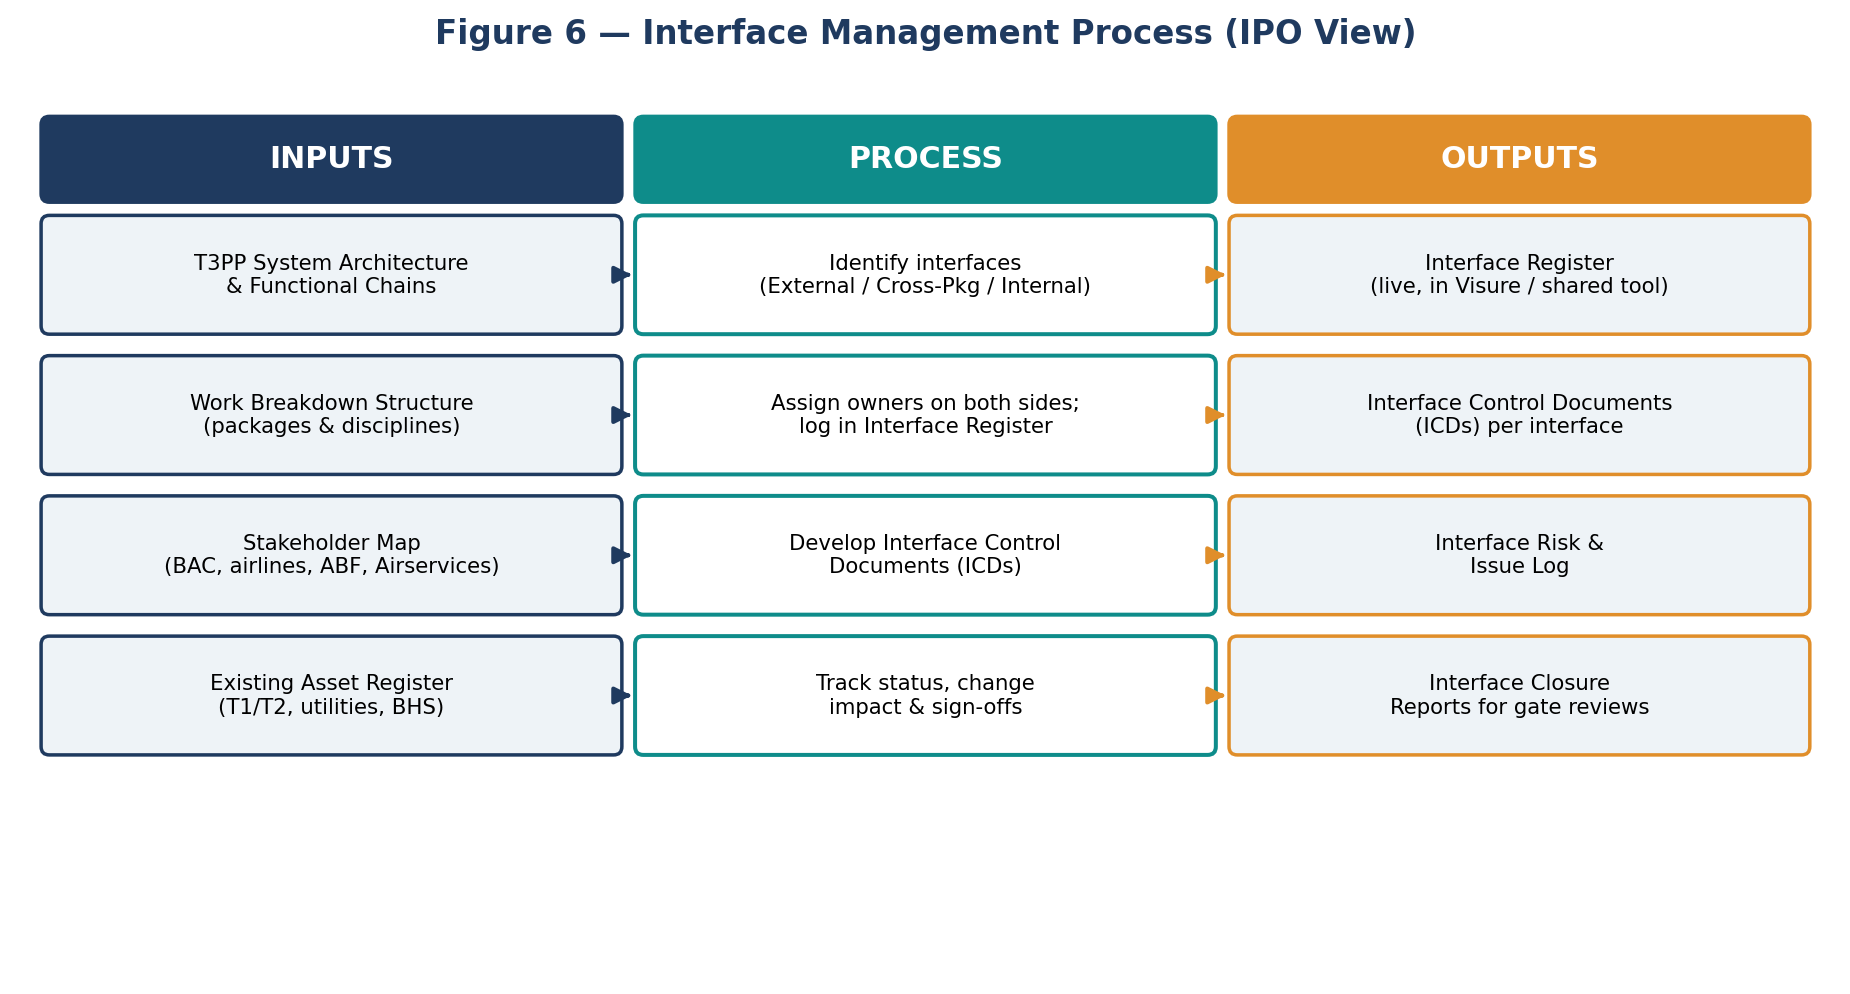 Figure 6 — Interface Management Process (IPO View)
INPUTS
PROCESS
OUTPUTS
T3PP System Architecture
& Functional Chains
Identify interfaces
(External / Cross-Pkg / Internal)
Interface Register
(live, in Visure / shared tool)
Work Breakdown Structure
(packages & disciplines)
Assign owners on both sides;
log in Interface Register
Interface Control Documents
(ICDs) per interface
Stakeholder Map
(BAC, airlines, ABF, Airservices)
Develop Interface Control
Documents (ICDs)
Interface Risk &
Issue Log
Existing Asset Register
(T1/T2, utilities, BHS)
Track status, change
impact & sign-offs
Interface Closure
Reports for gate reviews